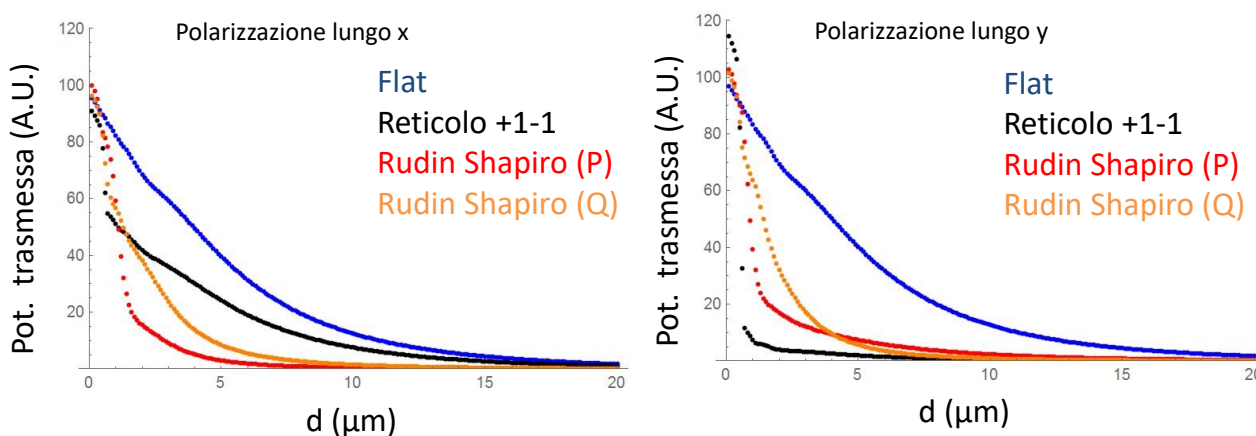 Polarizzazione lungo x
120
100
80
60
40
20
0
5
10
15
20
Pot. trasmessa (A.U.)
d (µm)
Flat
Reticolo +1-1
Rudin Shapiro (P)
Rudin Shapiro (Q)
Polarizzazione lungo y
120
100
80
60
40
20
0
5
10
15
20
Pot. trasmessa (A.U.)
d (µm)
Flat
Reticolo +1-1
Rudin Shapiro (P)
Rudin Shapiro (Q)